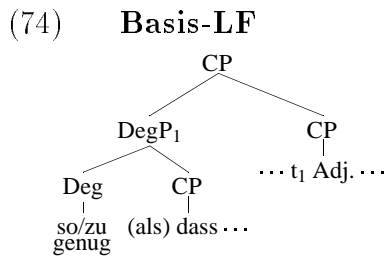 (74) Basis-LF
CP
DegP₁ CP
Deg CP ··· t₁ Adj. ···
so/zu (als) dass ···
genug